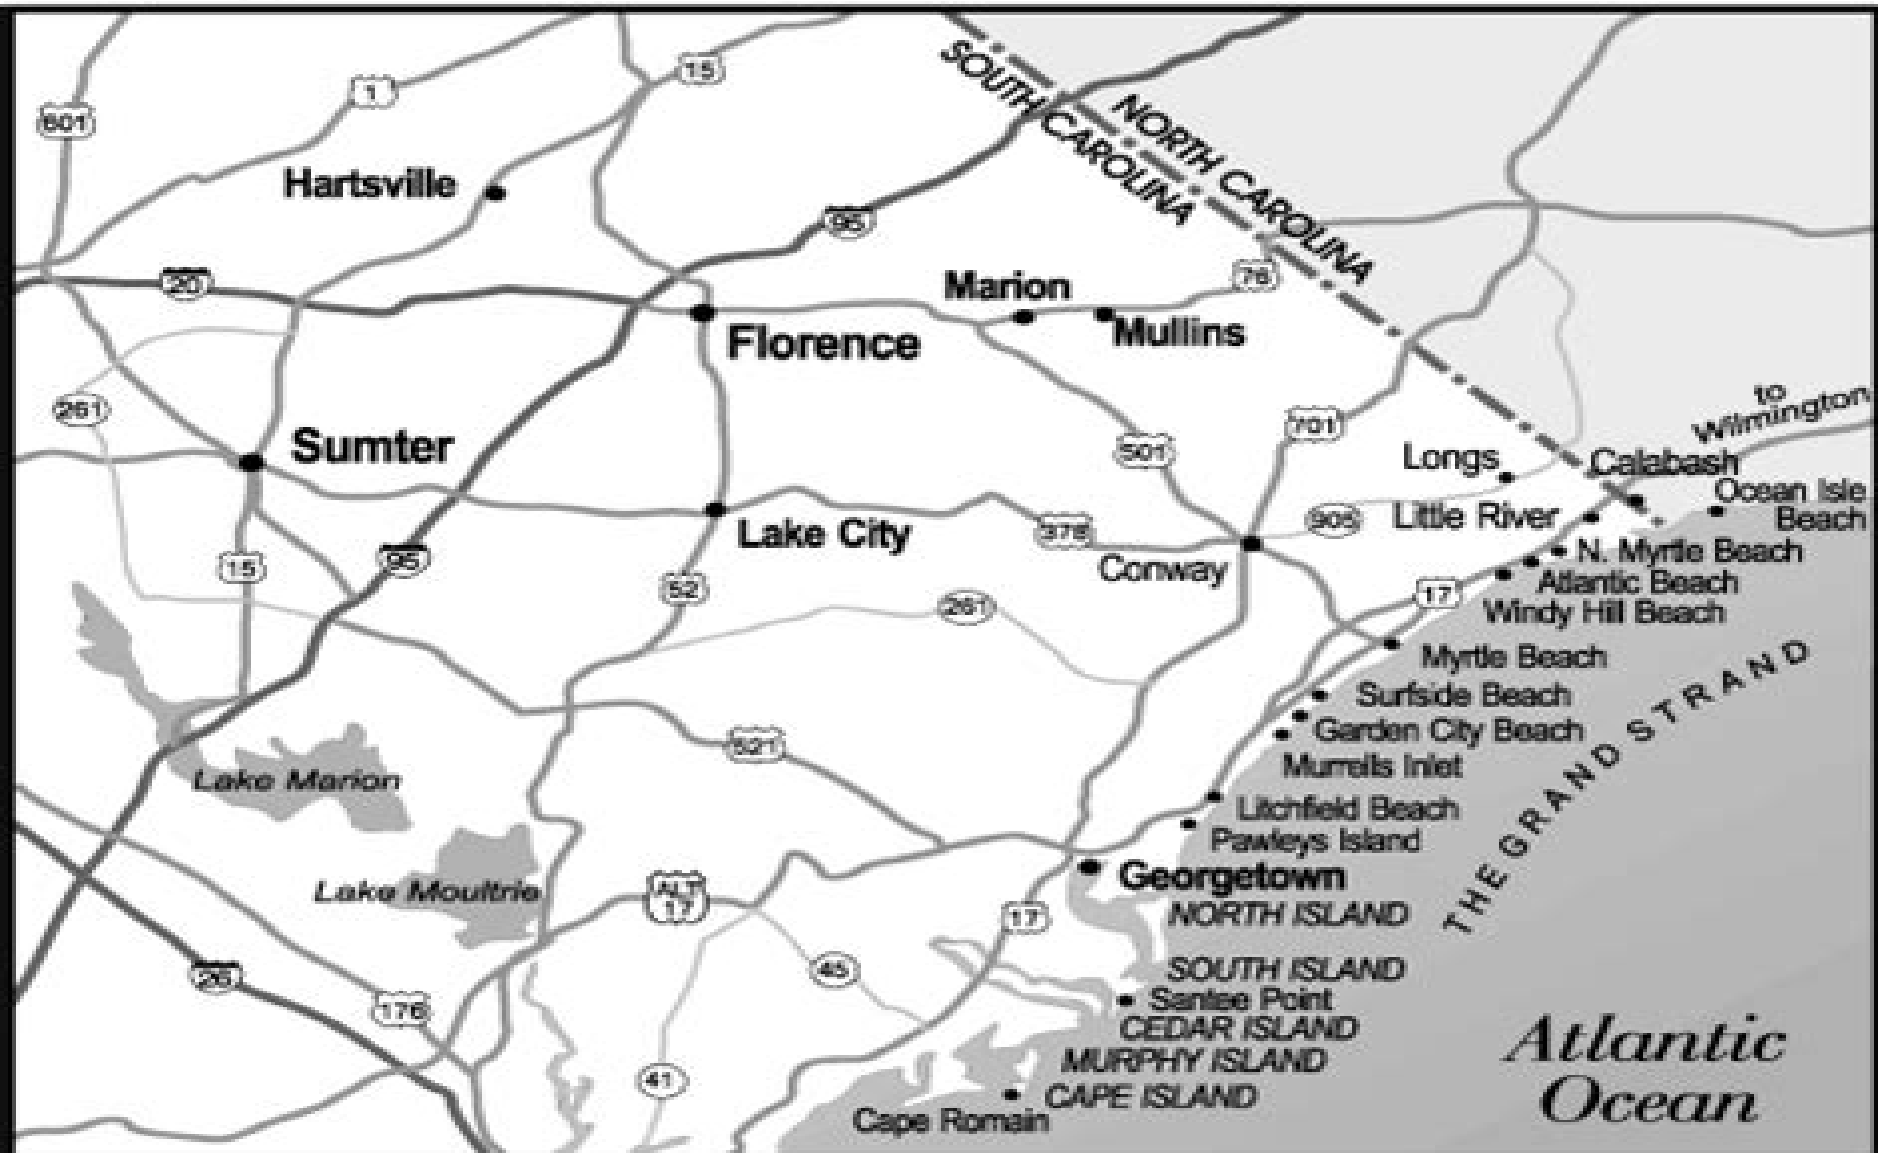 SOUTH CAROLINA
NORTH CAROLINA
15
1
601
Hartsville
95
20
76
Marion
Mullins
Florence
261
to
Wilmington
701
Sumter
501
Longs
Calabash
Ocean Isle
Beach
Little River
905
378
Lake City
Conway
N. Myrtle Beach
95
15
52
Atlantic Beach
17
261
Windy Hill Beach
Myrtle Beach
Surfside Beach
Garden City Beach
521
Murrells Inlet
Lake Marion
THE GRAND STRAND
Litchfield Beach
Pawleys Island
Georgetown
Lake Moultrie
ALT
17
NORTH ISLAND
17
SOUTH ISLAND
45
26
Santee Point
176
CEDAR ISLAND
MURPHY ISLAND
41
CAPE ISLAND
Cape Romain
Atlantic
Ocean